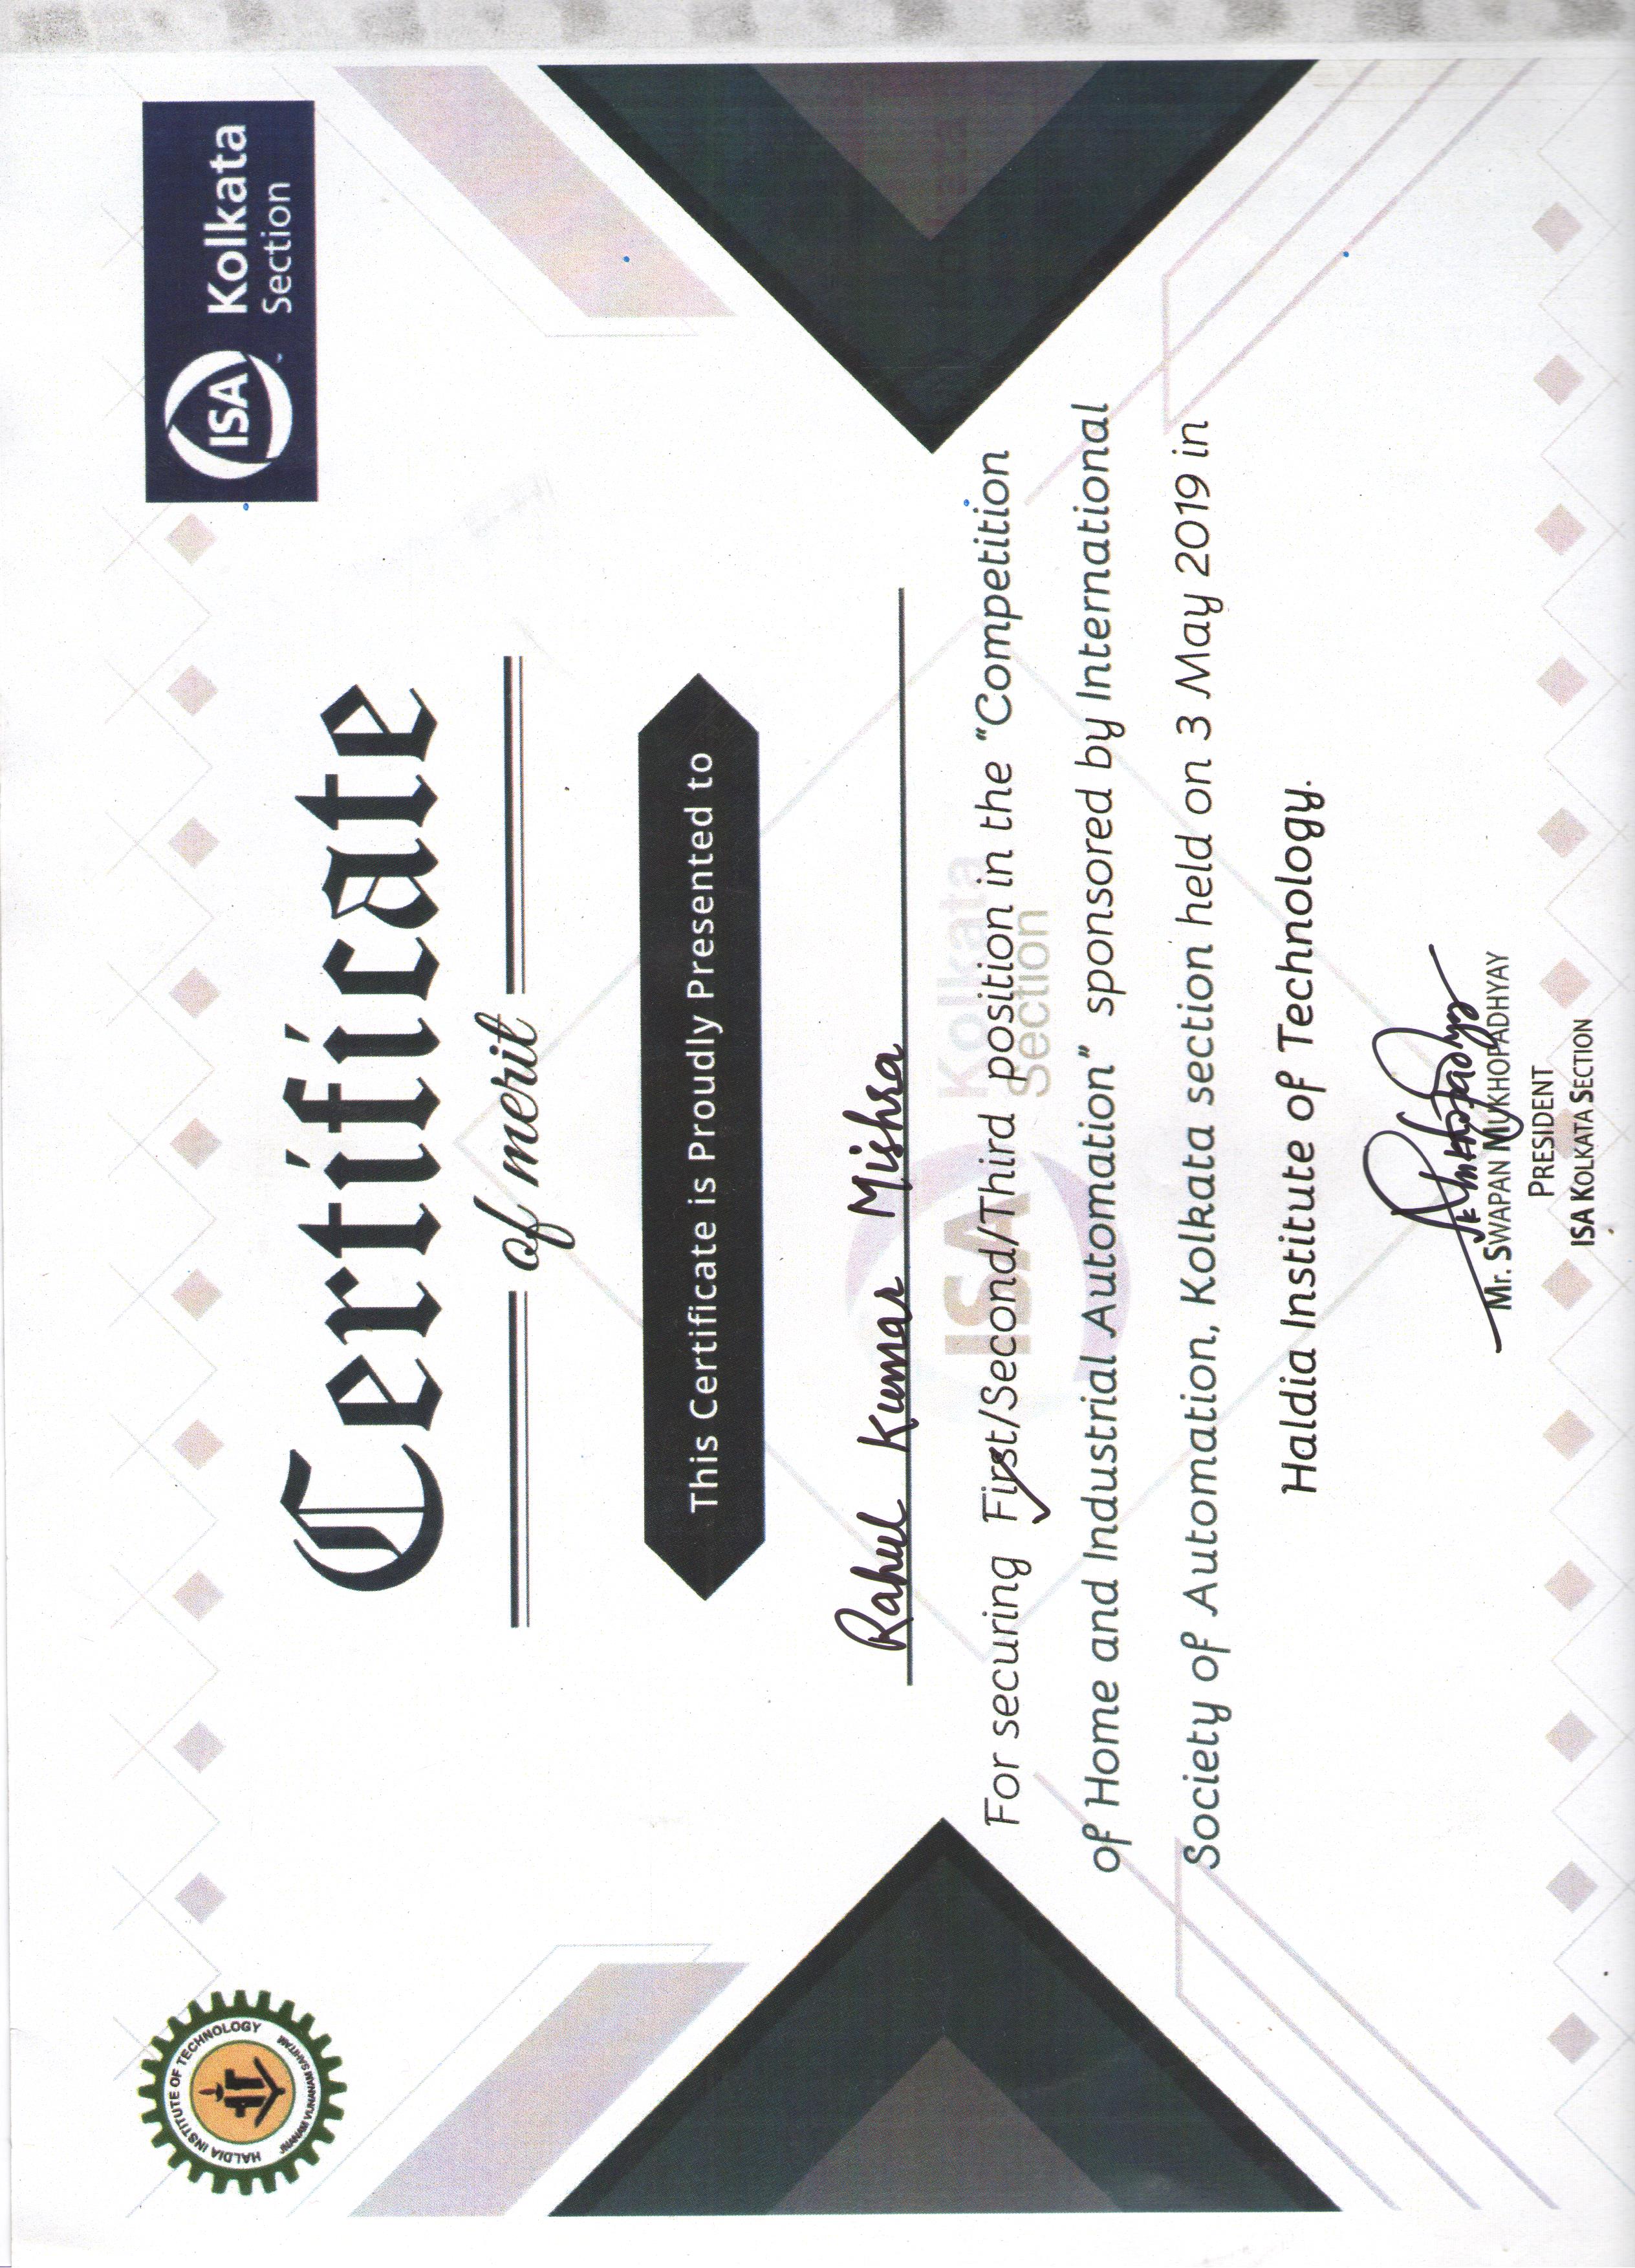 HALDIA INSTITUTE OF TECHNOLOGY
JNANAM VIJNANAM SAHITAM
ISA Kolkata
Section
Certificate
of merit
This Certificate is Proudly Presented to
Rahul Kumar Mishra
ISA Kolkata
Section
For securing First/Second/Third position in the "Competition
of Home and Industrial Automation" sponsored by International
Society of Automation, Kolkata section held on 3 May 2019 in
Haldia Institute of Technology.
Mr. SWAPAN MUKHOPADHYAY
PRESIDENT
ISA KOLKATA SECTION